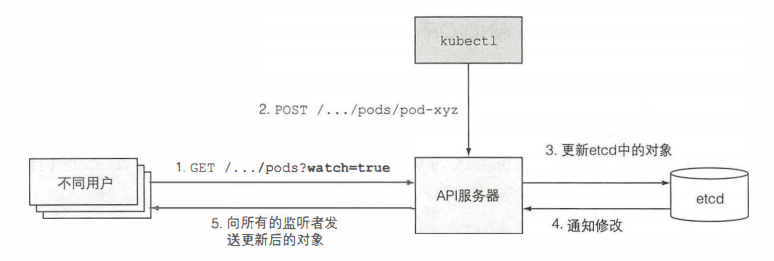 kubectl
2. POST /.../pods/pod-xyz
3. 更新etcd中的对象
1. GET /.../pods?watch=true
不同用户
API服务器
etcd
4. 通知修改
5. 向所有的监听者发
送更新后的对象